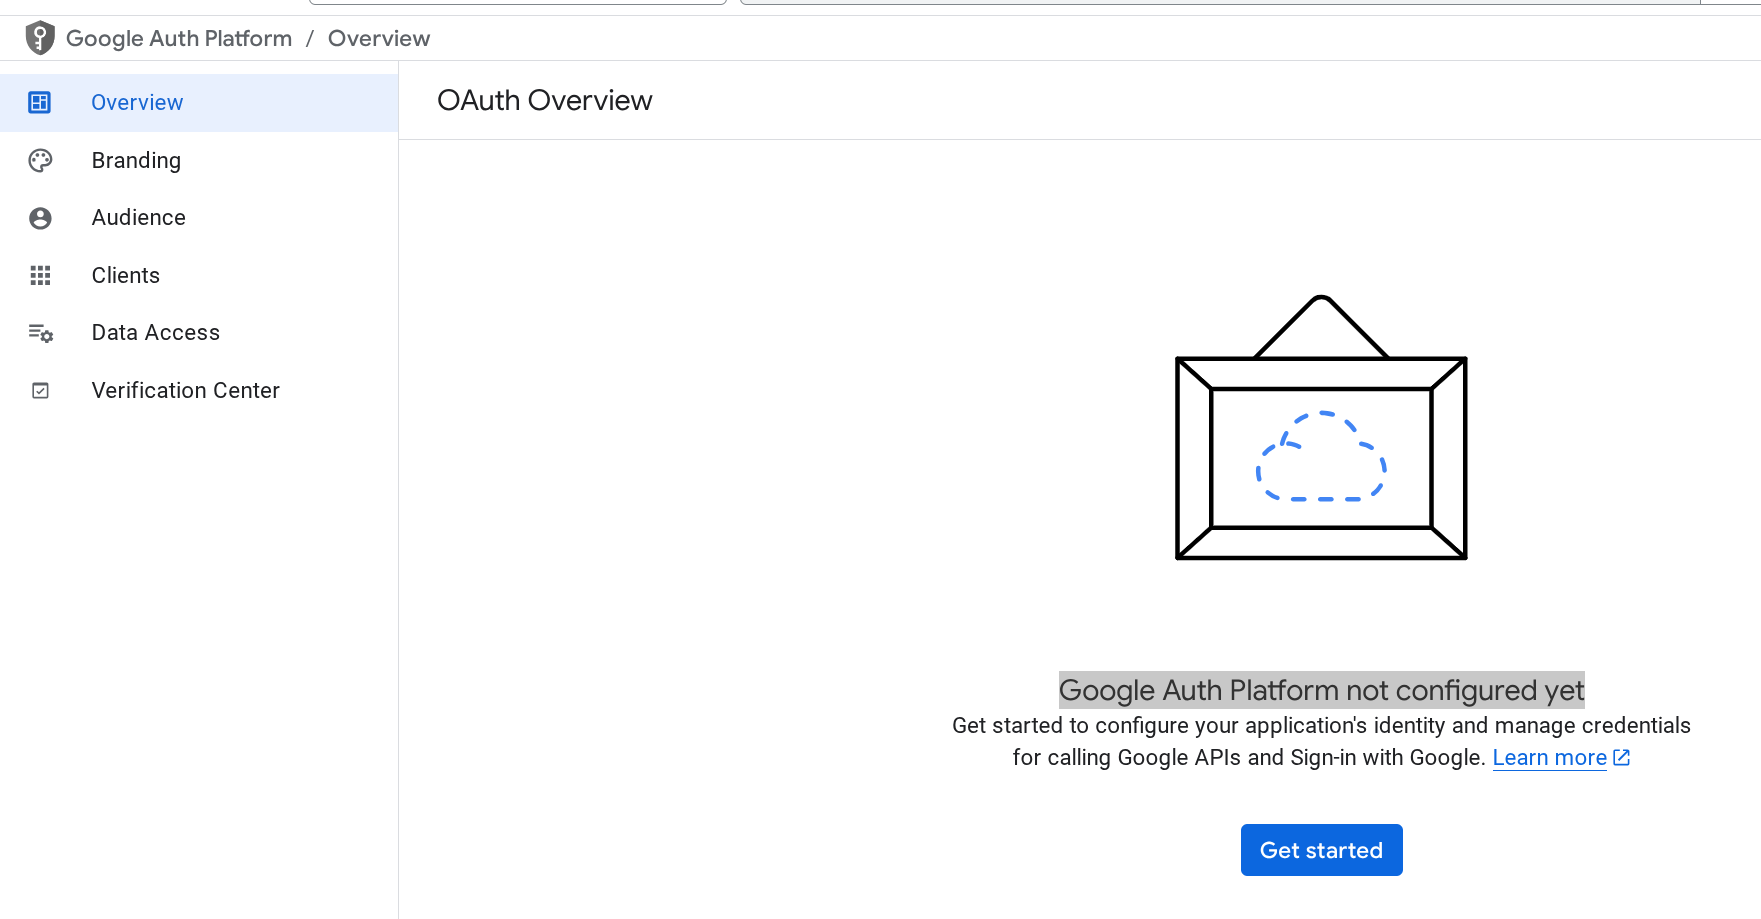 Google Auth Platform / Overview
Overview
Branding
Audience
Clients
Data Access
Verification Center
OAuth Overview
Google Auth Platform not configured yet
Get started to configure your application's identity and manage credentials
for calling Google APIs and Sign-in with Google. Learn more
Get started